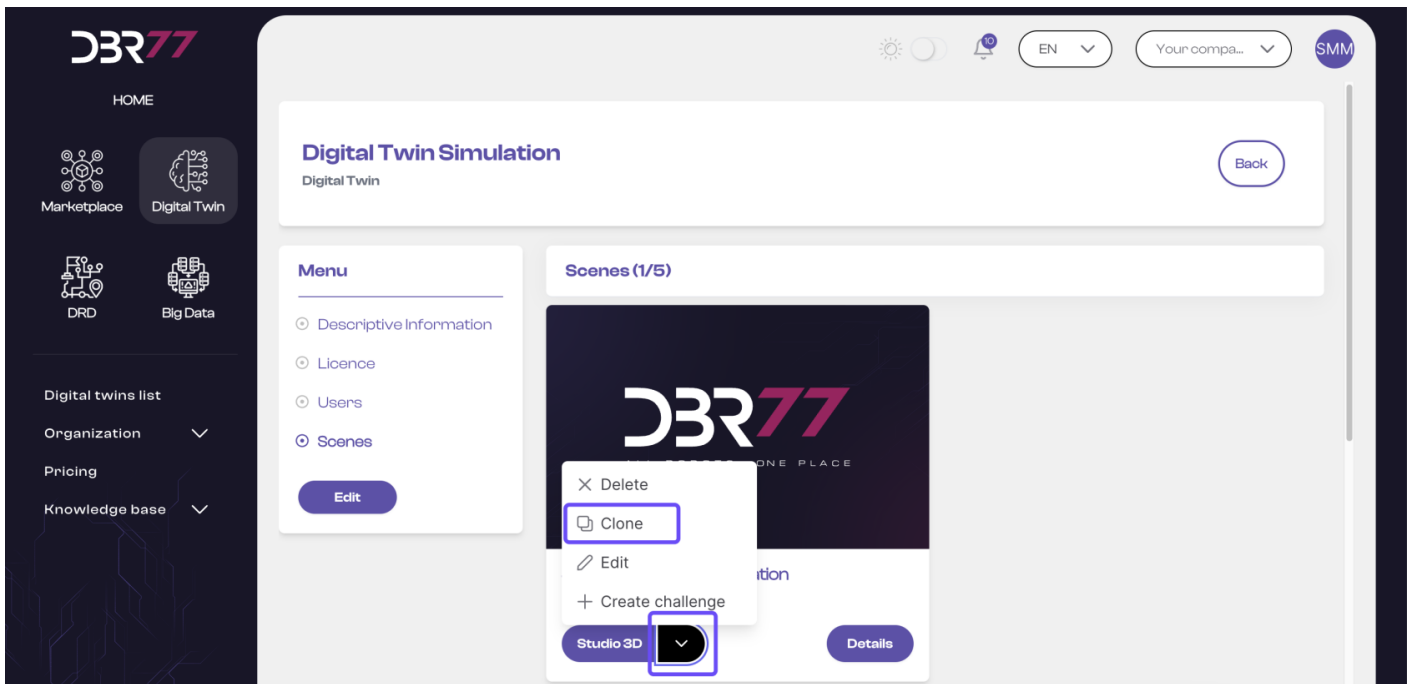 DBR77
HOME
Marketplace
Digital Twin
DRD
Big Data
Digital twins list
Organization
Pricing
Knowledge base
10
EN
Your compa...
SMM
Digital Twin Simulation
Digital Twin
Back
Menu
Descriptive Information
Licence
Users
Scenes
Edit
Scenes (1/5)
DBR77
ONE PLACE
Delete
Clone
Edit
Create challenge
Studio 3D
Details